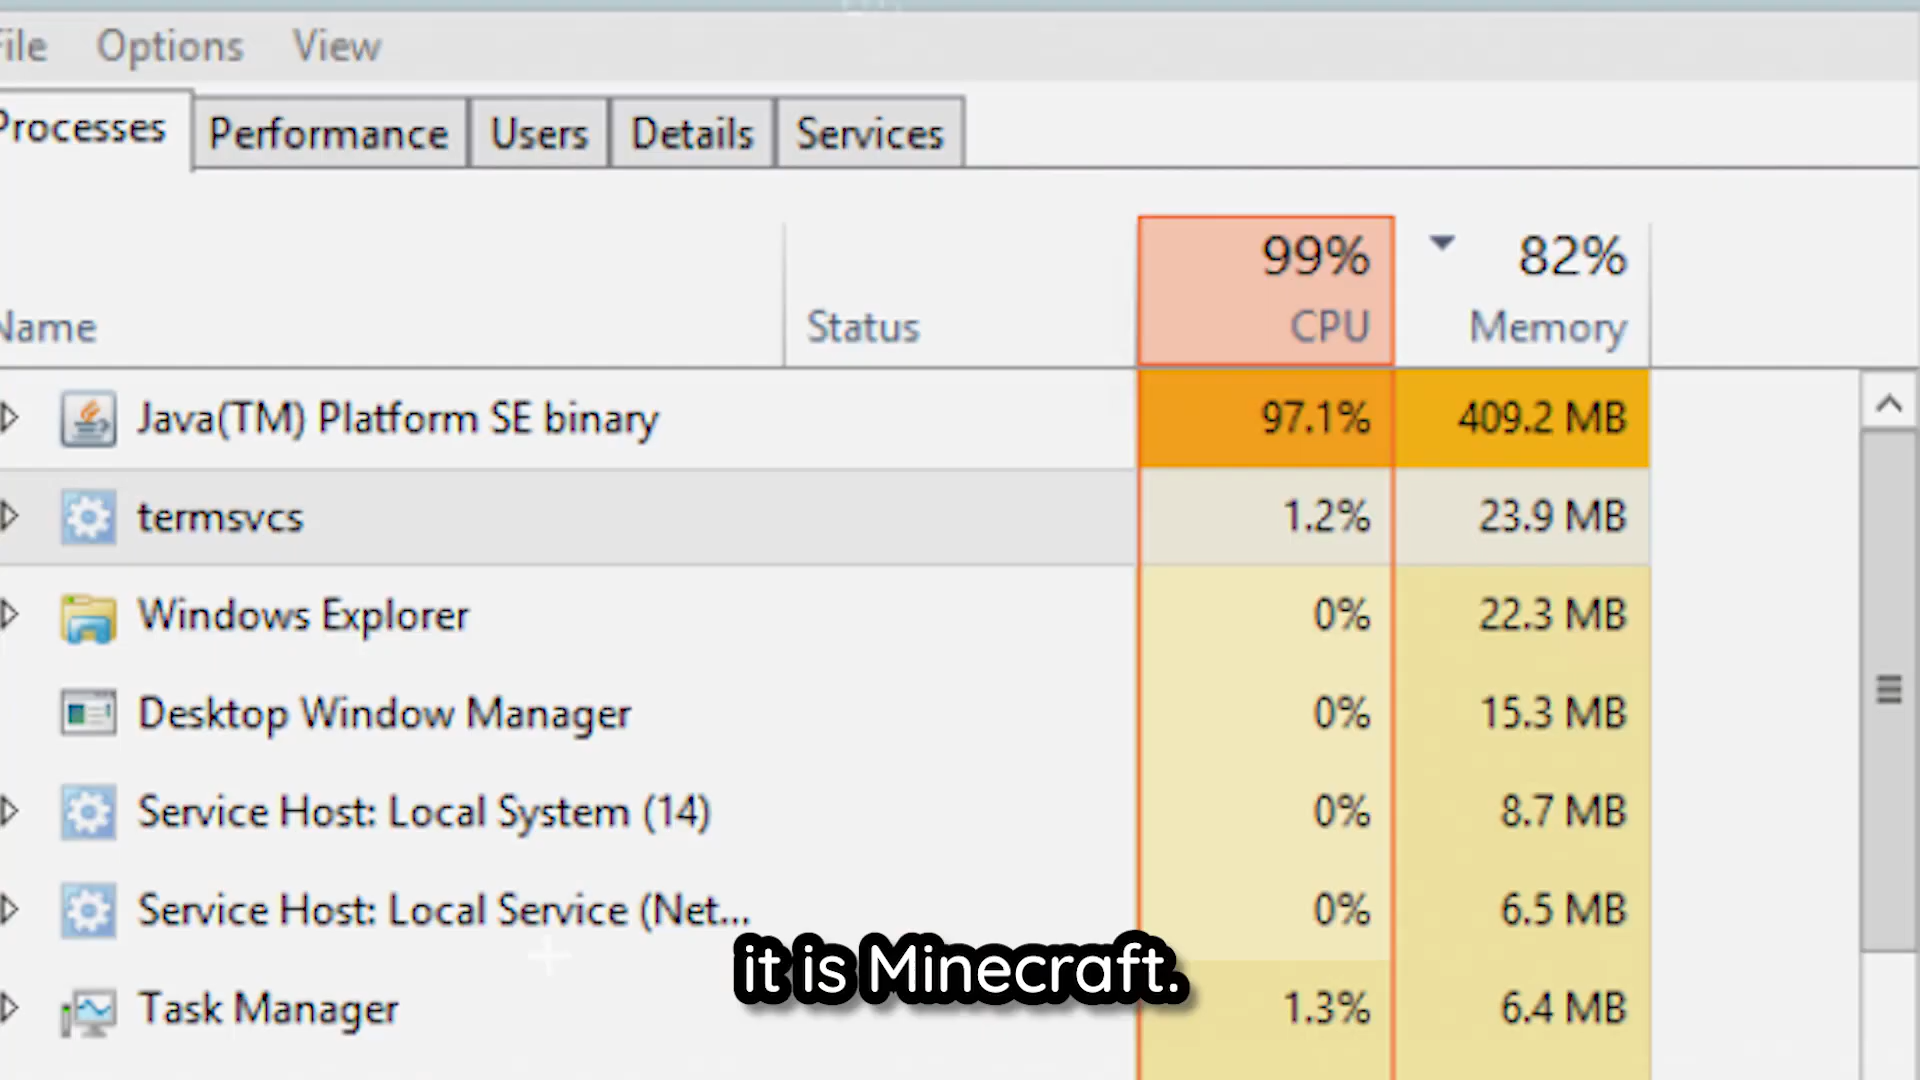 File Options View
Processes Performance Users Details Services
99% 82%
Name Status CPU Memory
Java(TM) Platform SE binary 97.1% 409.2 MB
termsvcs 1.2% 23.9 MB
Windows Explorer 0% 22.3 MB
Desktop Window Manager 0% 15.3 MB
Service Host: Local System (14) 0% 8.7 MB
Service Host: Local Service (Net... 0% 6.5 MB
it is Minecraft.
Task Manager 1.3% 6.4 MB